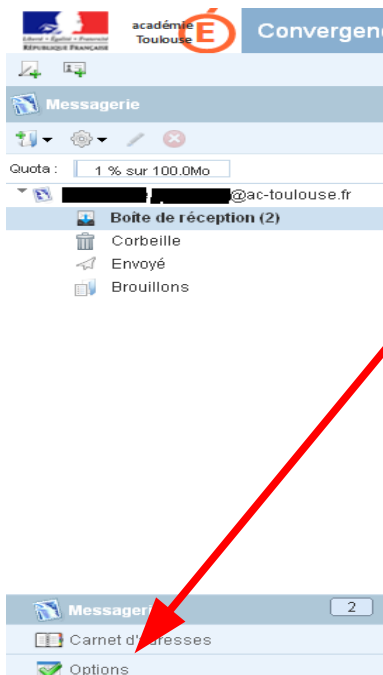 Liberté • Égalité • Fraternité
RÉPUBLIQUE FRANÇAISE
académie
Toulouse
É
Convergen
Messagerie
Quota : 1 % sur 100.0Mo
@ac-toulouse.fr
Boîte de réception (2)
Corbeille
Envoyé
Brouillons
Messagerie 2
Carnet d'adresses
Options